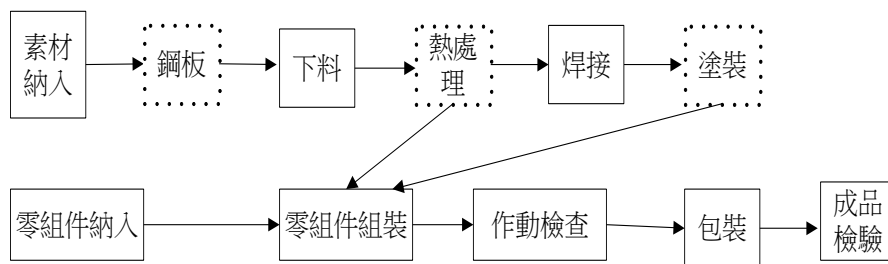 素材
納入
鋼板
下料
熱處
理
焊接
塗裝
零組件納入
零組件組裝
作動檢查
包裝
成品
檢驗